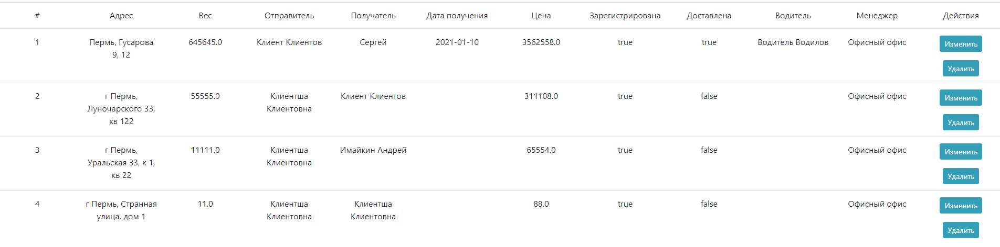 # Адрес Вес Отправитель Получатель Дата получения Цена Зарегистрирована Доставлена Водитель Менеджер Действия
1 Пермь, Гусарова 645645.0 Клиент Клиентов Сергей 2021-01-10 3562558.0 true true Водитель Водилов Офисный офис Изменить
9, 12
Удалить
2 г Пермь, 55555.0 Клиентша Клиент Клиентов 311108.0 true false Офисный офис Изменить
Луночарского 33, Клиентовна
кв 122 Удалить
3 г Пермь, 11111.0 Клиентша Имайкин Андрей 65554.0 true false Офисный офис Изменить
Уральская 33, к 1, Клиентовна
кв 22 Удалить
4 г Пермь, Странная 11.0 Клиентша Клиентша 88.0 true false Офисный офис Изменить
улица, дом 1 Клиентовна Клиентовна
Удалить